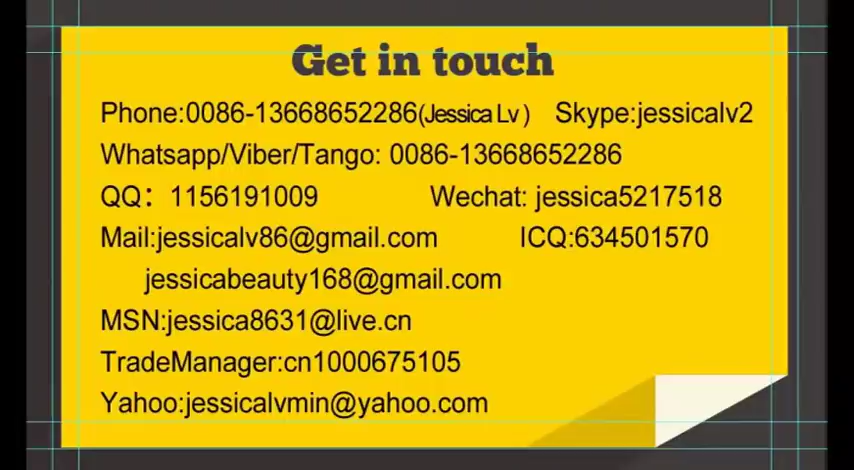 Get in touch
Phone:0086-13668652286(Jessica Lv) Skype:jessicalv2
Whatsapp/Viber/Tango: 0086-13668652286
QQ：1156191009 Wechat: jessica5217518
Mail:jessicalv86@gmail.com ICQ:634501570
jessicabeauty168@gmail.com
MSN:jessica8631@live.cn
TradeManager:cn1000675105
Yahoo:jessicalvmin@yahoo.com